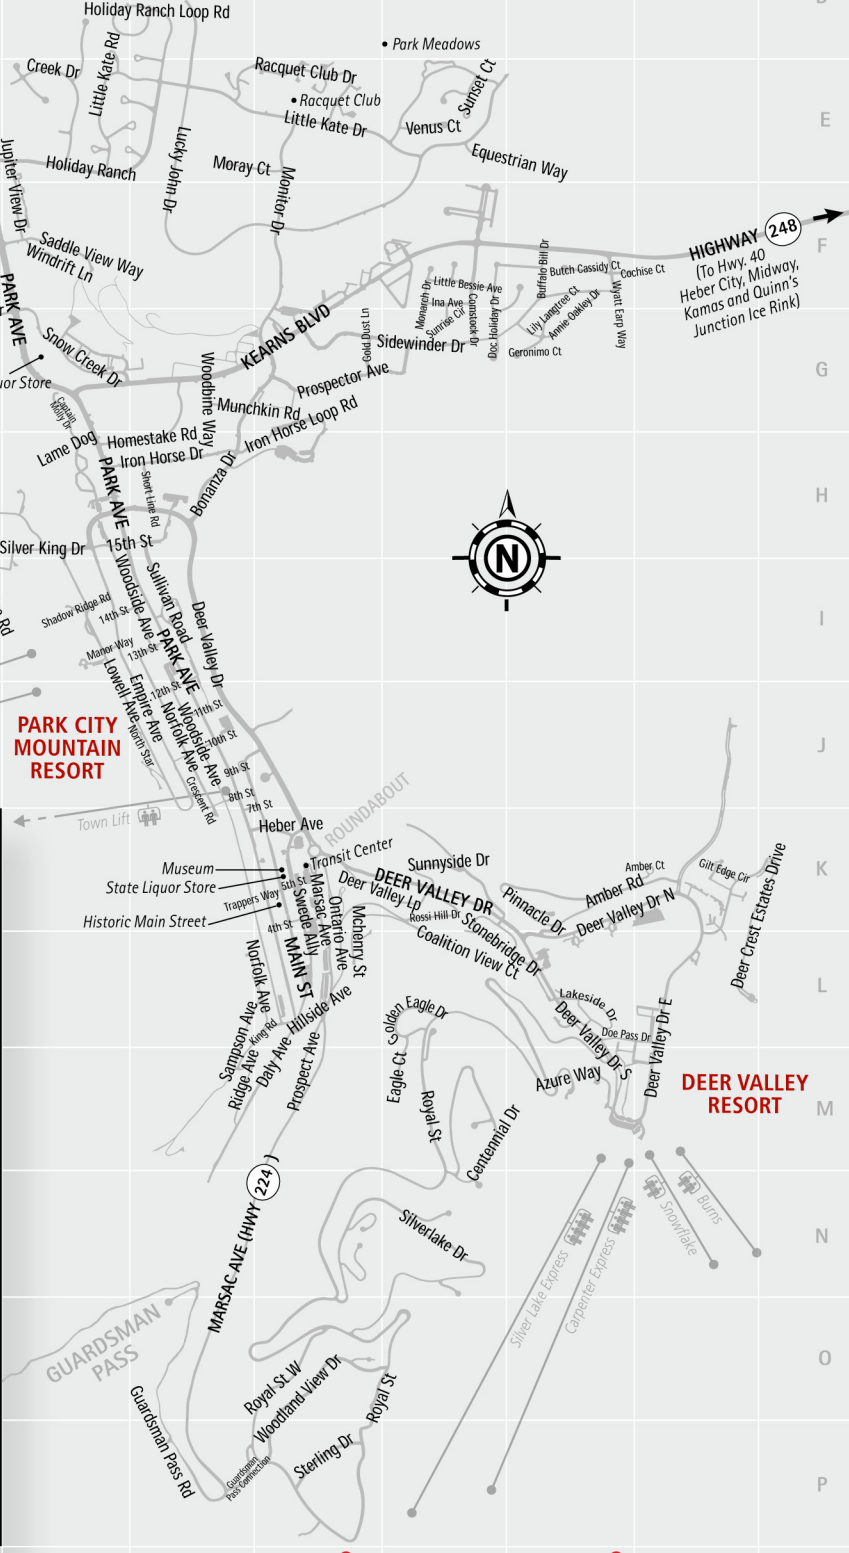 Holiday Ranch Loop Rd
Park Meadows
Creek Dr
Little Kate Rd
Racquet Club Dr
Sunset Ct
Racquet Club
Little Kate Dr
Venus Ct
E
Jupiter View Dr
Holiday Ranch
Lucky John Dr
Moray Ct
Monitor Dr
Equestrian Way
Saddle View Way
Windrift Ln
HIGHWAY 248
F
(To Hwy. 40
Heber City, Midway,
Kamas and Quinn's
Junction Ice Rink)
Buffalo Bill Dr
Butch Cassidy Ct
Cochise Ct
Little Bessie Ave
Monarch Dr
Ina Ave
Sunrise Cir
Comstock Dr
Doc Holiday Dr
Lily Langtree Ct
Annie Oakley Dr
Wyatt Earp Way
Geronimo Ct
PARK AVE
Snow Creek Dr
KEARNS BLVD
Gold Dust Ln
Sidewinder Dr
G
uor Store
Woodbine Way
Prospector Ave
Captain
Molly Dr
Munchkin Rd
Iron Horse Loop Rd
Lame Dog
Homestake Rd
Iron Horse Dr
PARK AVE
Short Line Rd
Bonanza Dr
H
N
Silver King Dr
15th St
Woodside Ave
Sullivan Road
Deer Valley Dr
Shadow Ridge Rd
14th St
I
Rd
Manor Way
13th St
PARK AVE
Lowell Ave
Empire Ave
12th St
11th St
Norfolk Ave
Woodside Ave
North Star
10th St
PARK CITY
MOUNTAIN
RESORT
J
9th St
Crescent Rd
8th St
7th St
Town Lift
Heber Ave
ROUNDABOUT
Transit Center
Museum
State Liquor Store
Historic Main Street
Trappers Way
5th St
4th St
Swede Ally
Marsac Ave
Ontario Ave
Mchenry St
MAIN ST
Deer Valley Lp
DEER VALLEY DR
Sunnyside Dr
Rossi Hill Dr
Coalition View Ct
Stonebridge Dr
Pinnacle Dr
Amber Ct
Amber Rd
Deer Valley Dr N
Gilt Edge Cir
Deer Crest Estates Drive
K
Norfolk Ave
L
Lakeside Dr
Deer Valley Dr S
Doe Pass Dr
Deer Valley Dr E
Sampson Ave
King Rd
Hillside Ave
Ridge Ave
Daly Ave
Prospect Ave
Golden Eagle Dr
Eagle Ct
Royal St
Azure Way
Centennial Dr
DEER VALLEY
RESORT
M
MARSAC AVE (HWY 224 )
Silverlake Dr
Silver Lake Express
Carpenter Express
Snowflake
Burns
N
GUARDSMAN
PASS
O
Royal St W
Woodland View Dr
Royal St
Guardsman Pass Rd
Guardsman
Pass Connection
Sterling Dr
P